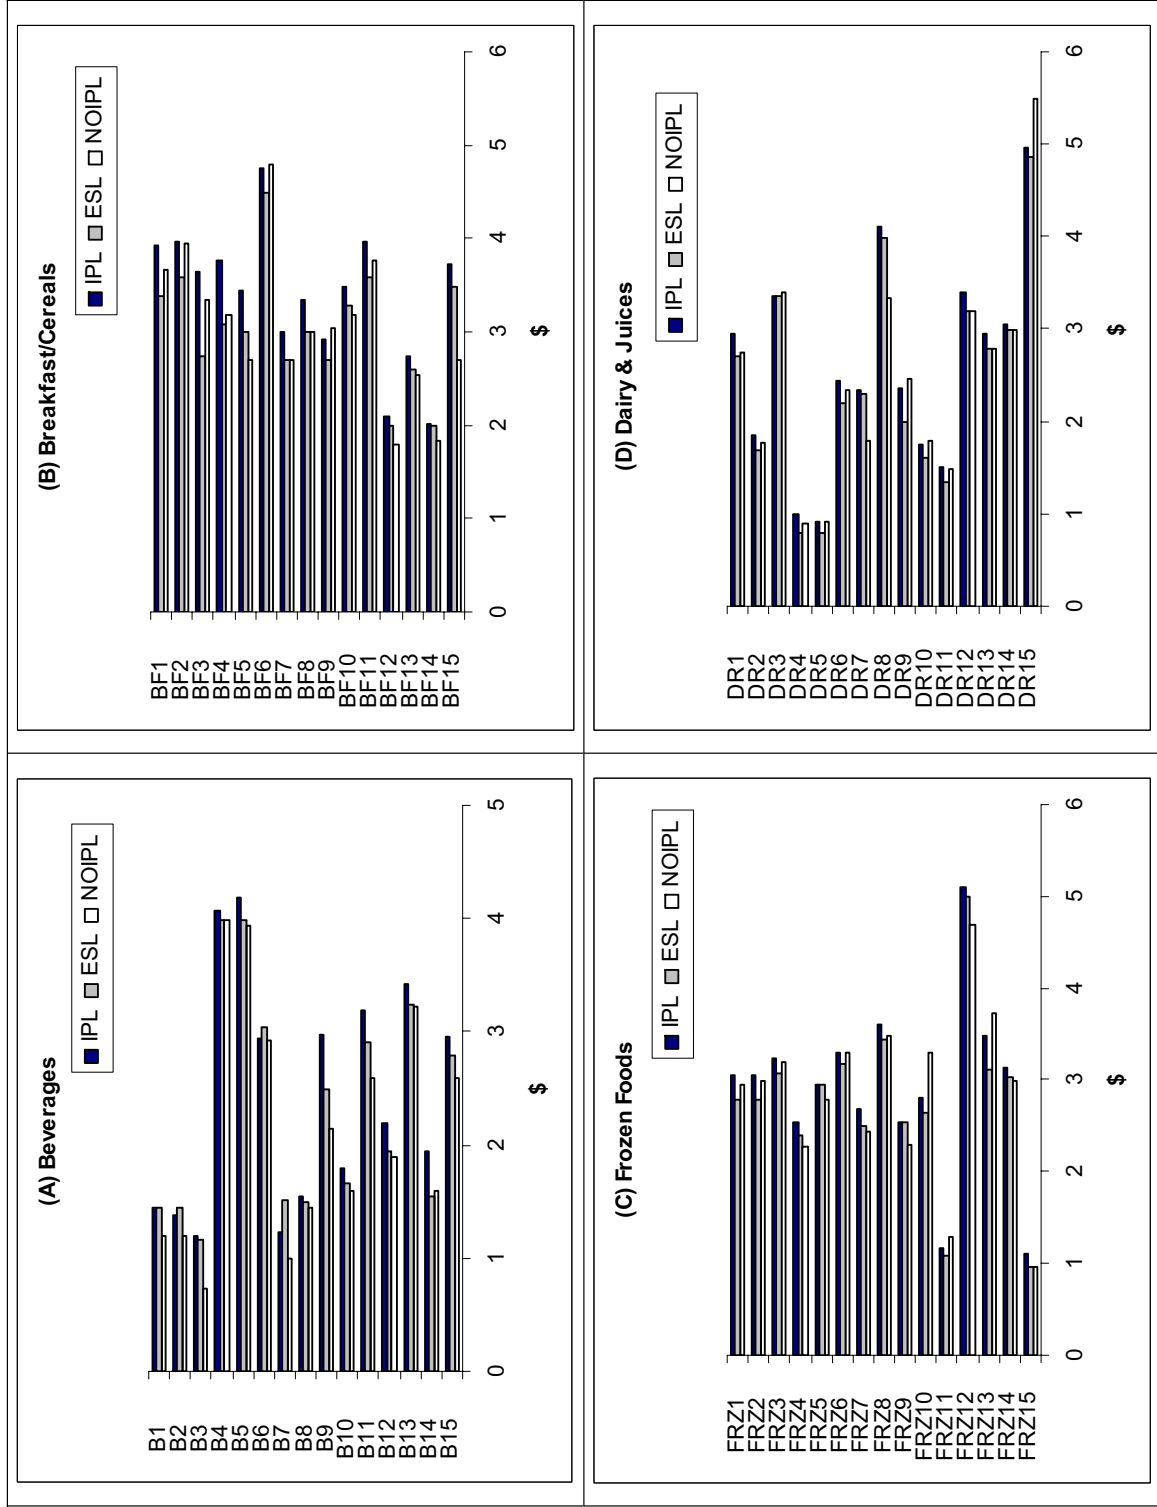 (A) Beverages
IPL ESL NOIPL
B1
B2
B3
B4
B5
B6
B7
B8
B9
B10
B11
B12
B13
B14
B15
0 1 2 3 4 5
$
(B) Breakfast/Cereals
IPL ESL NOIPL
BF1
BF2
BF3
BF4
BF5
BF6
BF7
BF8
BF9
BF10
BF11
BF12
BF13
BF14
BF15
0 1 2 3 4 5 6
$
(C) Frozen Foods
IPL ESL NOIPL
FRZ1
FRZ2
FRZ3
FRZ4
FRZ5
FRZ6
FRZ7
FRZ8
FRZ9
FRZ10
FRZ11
FRZ12
FRZ13
FRZ14
FRZ15
0 1 2 3 4 5 6
$
(D) Dairy & Juices
IPL ESL NOIPL
DR1
DR2
DR3
DR4
DR5
DR6
DR7
DR8
DR9
DR10
DR11
DR12
DR13
DR14
DR15
0 1 2 3 4 5 6
$